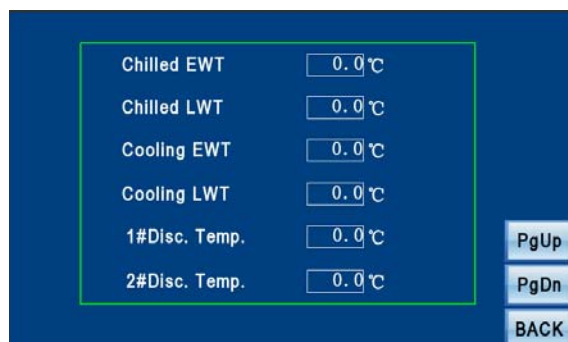 Chilled EWT 0.0 ℃
Chilled LWT 0.0 ℃
Cooling EWT 0.0 ℃
Cooling LWT 0.0 ℃
1#Disc. Temp. 0.0 ℃
2#Disc. Temp. 0.0 ℃
PgUp
PgDn
BACK